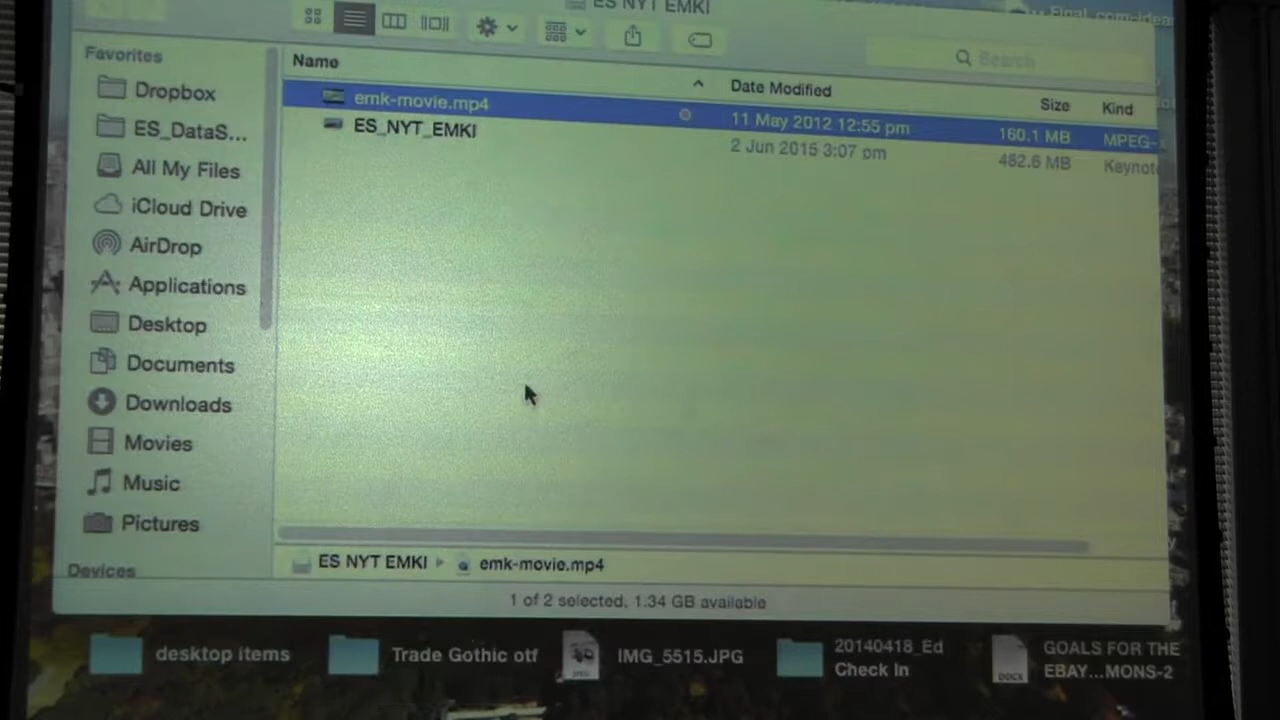 ES NYT EMKI
Search
Favorites
Dropbox
ES_DataS...
All My Files
iCloud Drive
AirDrop
Applications
Desktop
Documents
Downloads
Movies
Music
Pictures
Devices
Name Date Modified Size Kind
emk-movie.mp4 11 May 2012 12:55 pm 160.1 MB MPEG-
ES_NYT_EMKI 2 Jun 2015 3:07 pm 482.6 MB Keynot
ES NYT EMKI emk-movie.mp4
1 of 2 selected, 1.34 GB available
desktop items
Trade Gothic otf
IMG_5515.JPG
20140418_Ed
Check In
DOCX
GOALS FOR THE
EBAY...MONS-2